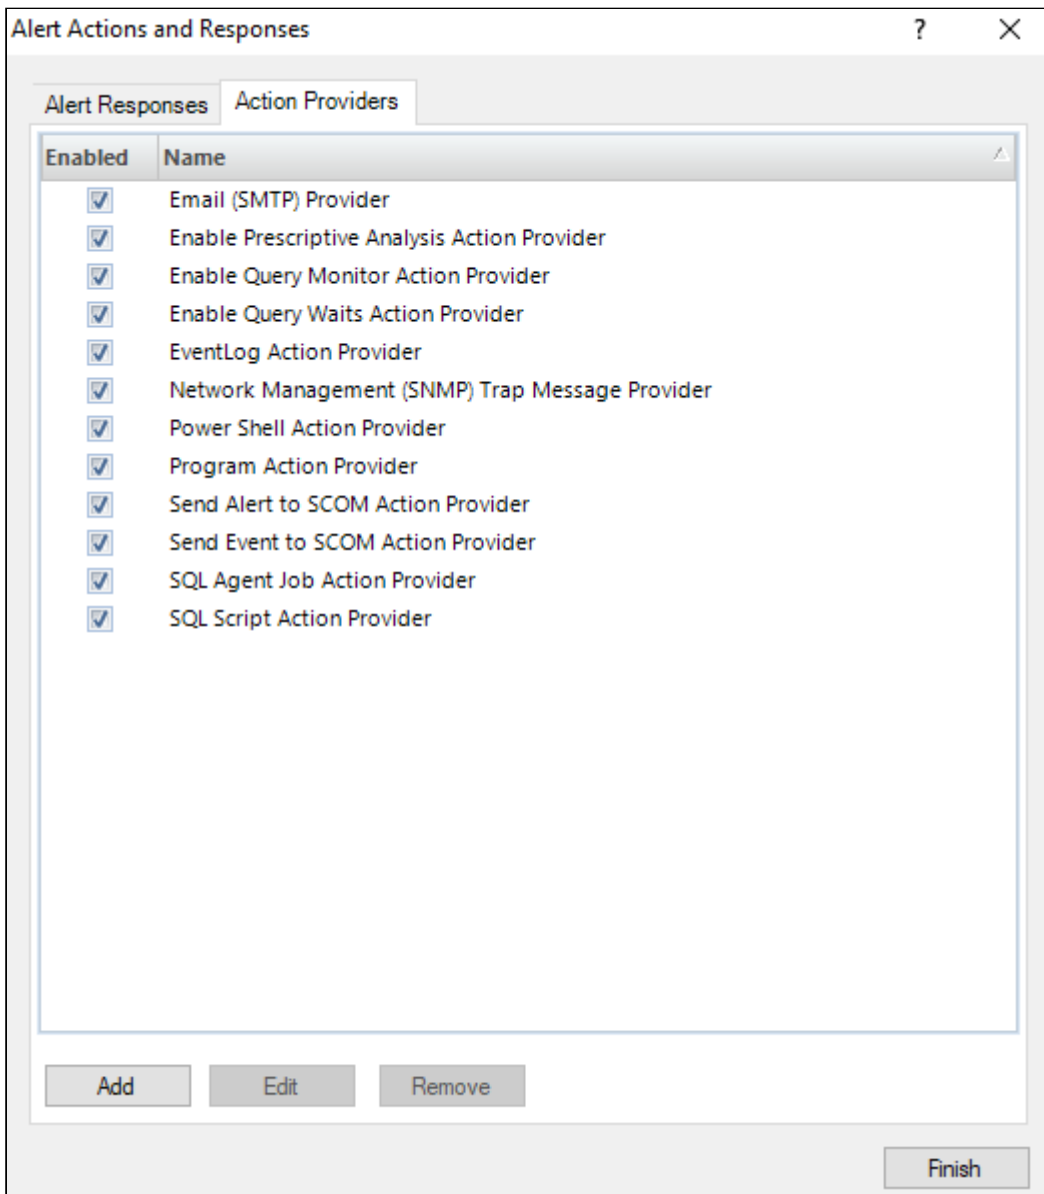 Alert Actions and Responses ?
Alert Responses Action Providers
Enabled Name
Email (SMTP) Provider
Enable Prescriptive Analysis Action Provider
Enable Query Monitor Action Provider
Enable Query Waits Action Provider
EventLog Action Provider
Network Management (SNMP) Trap Message Provider
Power Shell Action Provider
Program Action Provider
Send Alert to SCOM Action Provider
Send Event to SCOM Action Provider
SQL Agent Job Action Provider
SQL Script Action Provider
Add Edit Remove
Finish